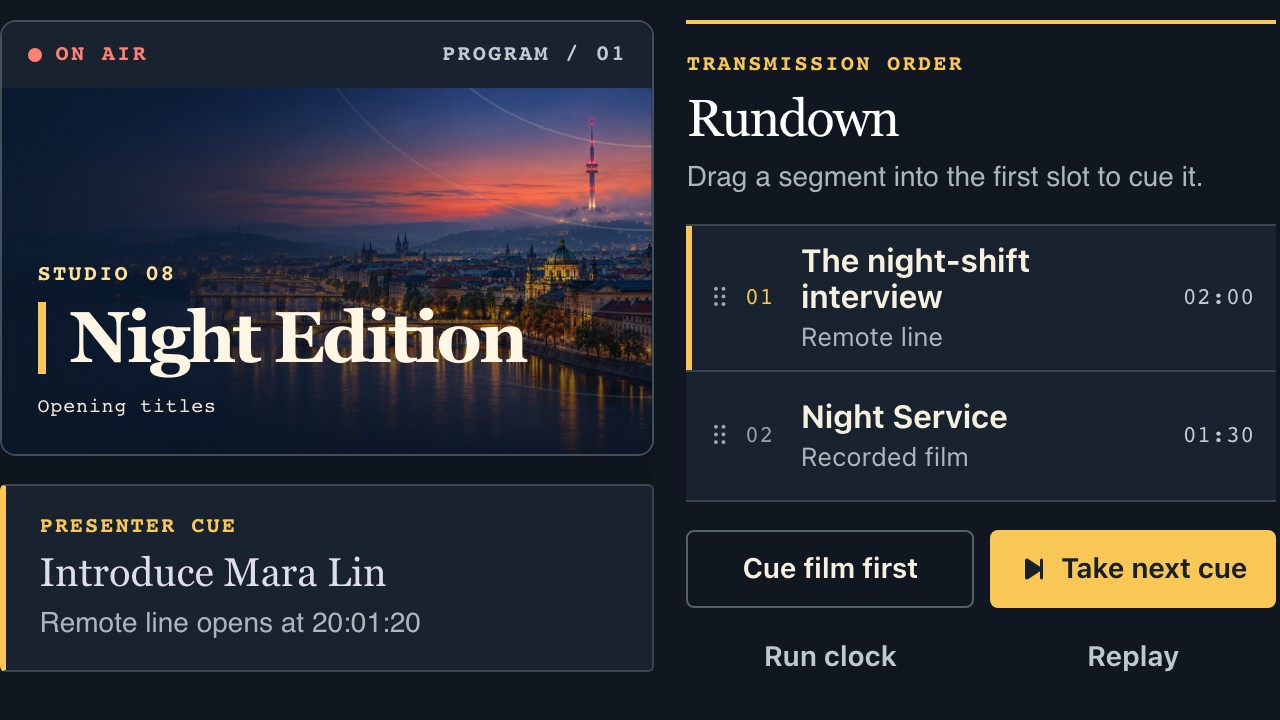 ON AIR
PROGRAM / 01
STUDIO 08
Night Edition
Opening titles
PRESENTER CUE
Introduce Mara Lin
Remote line opens at 20:01:20
TRANSMISSION ORDER
Rundown
Drag a segment into the first slot to cue it.
01
The night-shift
interview
Remote line
02:00
02
Night Service
Recorded film
01:30
Cue film first
Take next cue
Run clock
Replay